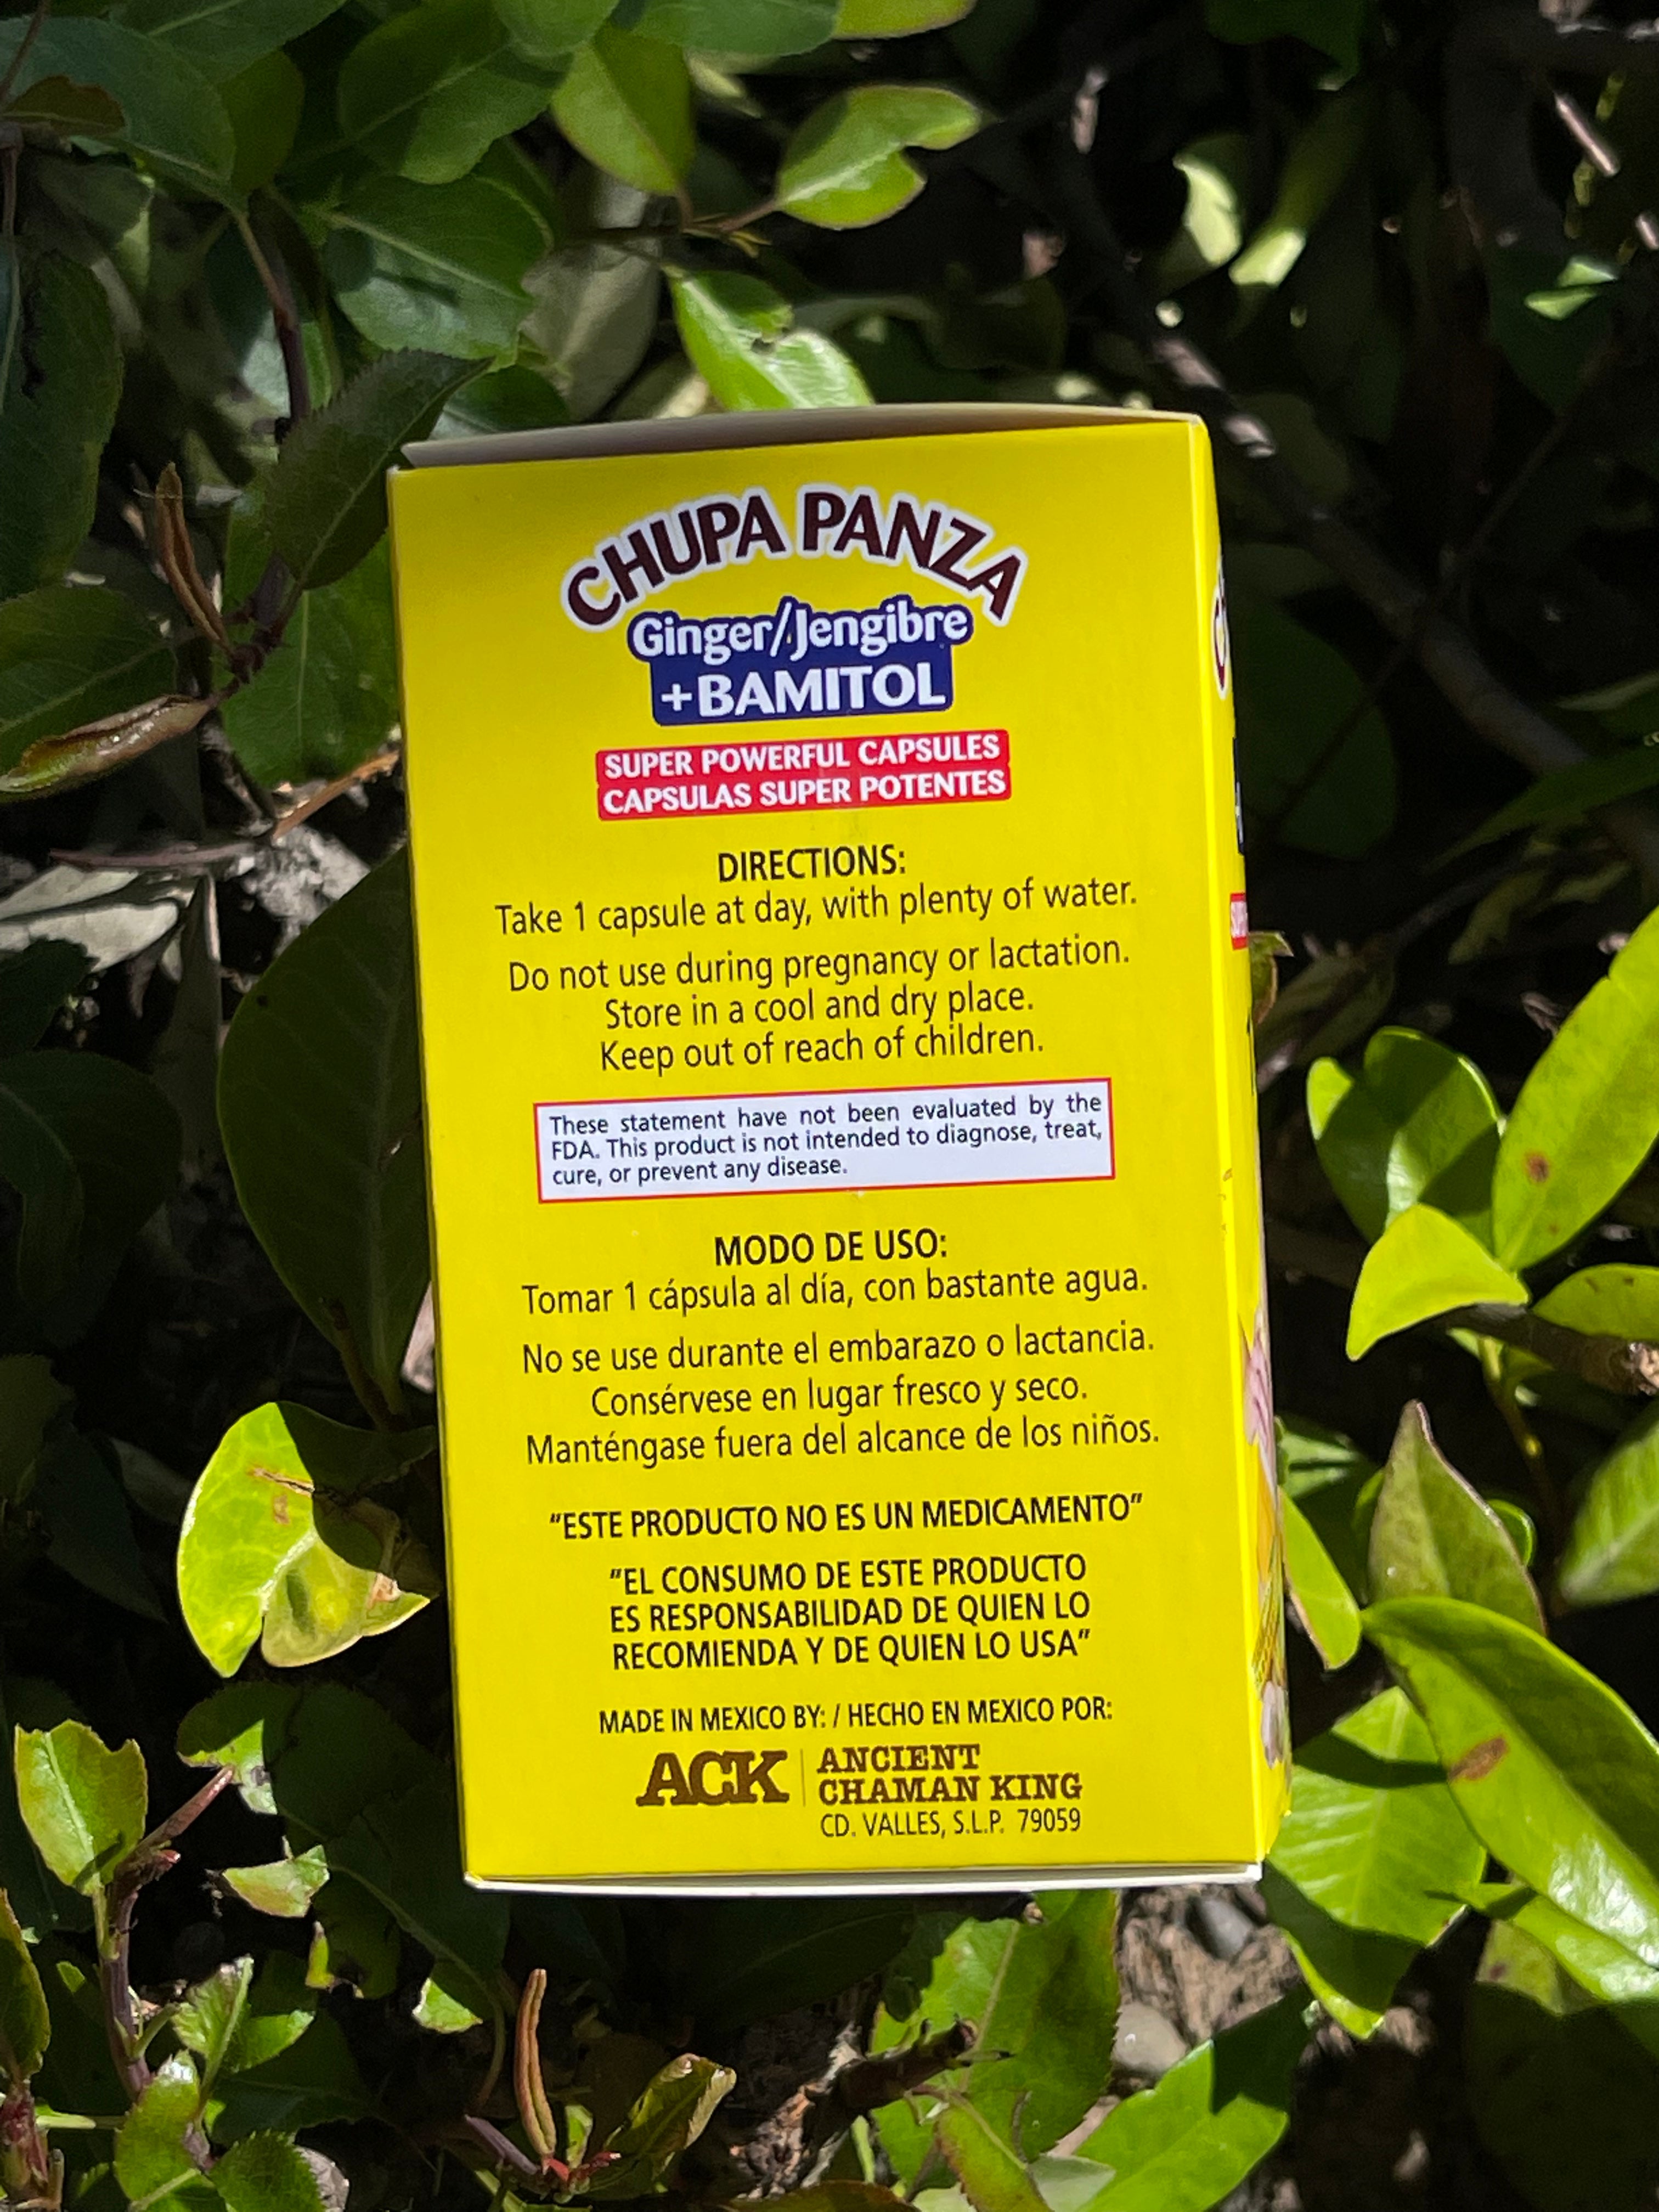 CHUPA PANZA
Ginger/Jengibre
+BAMITOL
SUPER POWERFUL CAPSULES
CAPSULAS SUPER POTENTES
DIRECTIONS:
Take 1 capsule at day, with plenty of water.
Do not use during pregnancy or lactation.
Store in a cool and dry place.
Keep out of reach of children.
These statement have not been evaluated by the
FDA. This product is not intended to diagnose, treat,
cure, or prevent any disease.
MODO DE USO:
Tomar 1 cápsula al día, con bastante agua.
No se use durante el embarazo o lactancia.
Consérvese en lugar fresco y seco.
Manténgase fuera del alcance de los niños.
"ESTE PRODUCTO NO ES UN MEDICAMENTO"
"EL CONSUMO DE ESTE PRODUCTO
ES RESPONSABILIDAD DE QUIEN LO
RECOMIENDA Y DE QUIEN LO USA"
MADE IN MEXICO BY: / HECHO EN MEXICO POR:
ACK ANCIENT
CHAMAN KING
CD. VALLES, S.L.P. 79059